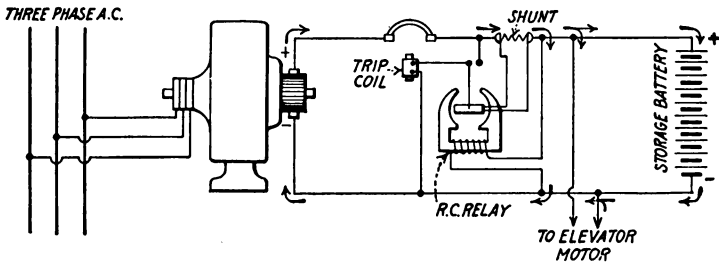 THREE PHASE A.C.
SHUNT
+
+
TRIP
COIL
STORAGE BATTERY
-
-
R.C. RELAY
TO ELEVATOR
MOTOR